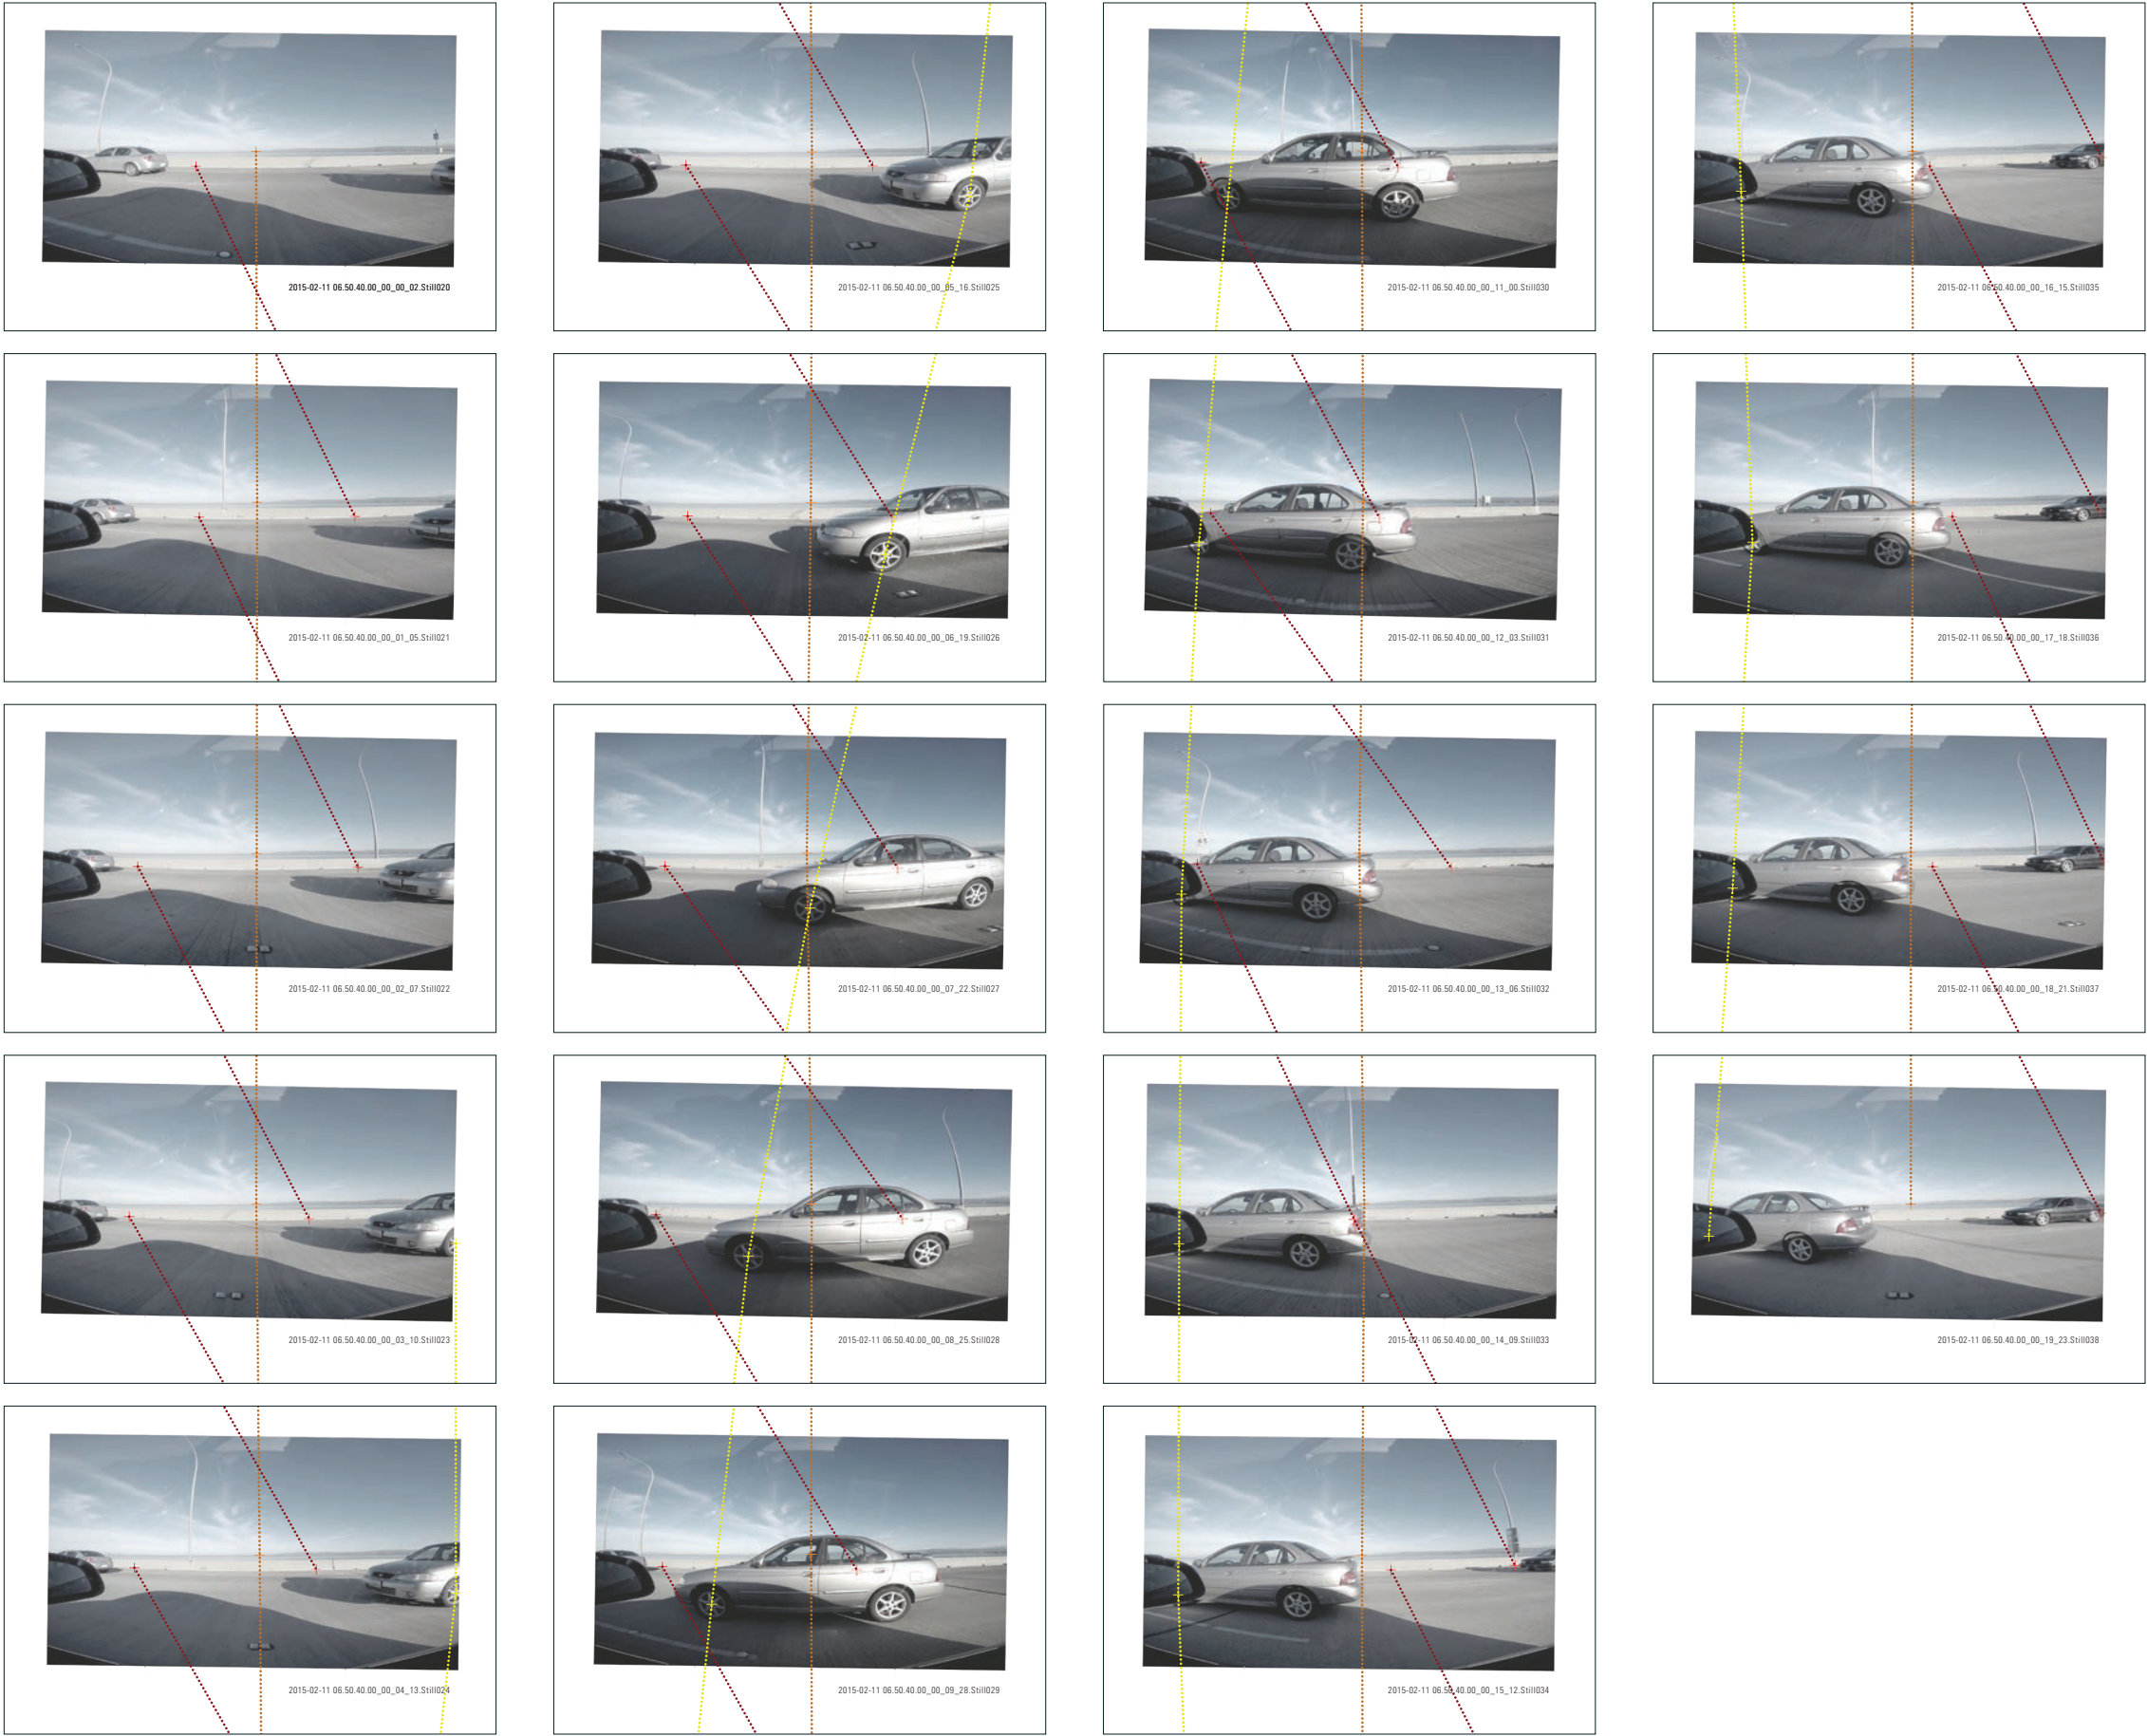 2015-02-11 06.50.40.00_00_00_02.Still020
2015-02-11 06.50.40.00_00_01_05.Still021
2015-02-11 06.50.40.00_00_02_07.Still022
2015-02-11 06.50.40.00_00_03_10.Still023
2015-02-11 06.50.40.00_00_04_13.Still024
2015-02-11 06.50.40.00_00_05_16.Still025
2015-02-11 06.50.40.00_00_06_19.Still026
2015-02-11 06.50.40.00_00_07_22.Still027
2015-02-11 06.50.40.00_00_08_25.Still028
2015-02-11 06.50.40.00_00_09_28.Still029
2015-02-11 06.50.40.00_00_11_00.Still030
2015-02-11 06.50.40.00_00_12_03.Still031
65
2015-02-11 06.50.40.00_00_13_06.Still032
2015-02-11 06.50.40.00_00_14_09.Still033
2015-02-11 06.50.40.00_00_15_12.Still034
2015-02-11 06.50.40.00_00_16_15.Still035
2015-02-11 06.50.40.00_00_17_18.Still036
2015-02-11 06.50.40.00_00_18_21.Still037
2015-02-11 06.50.40.00_00_19_23.Still038